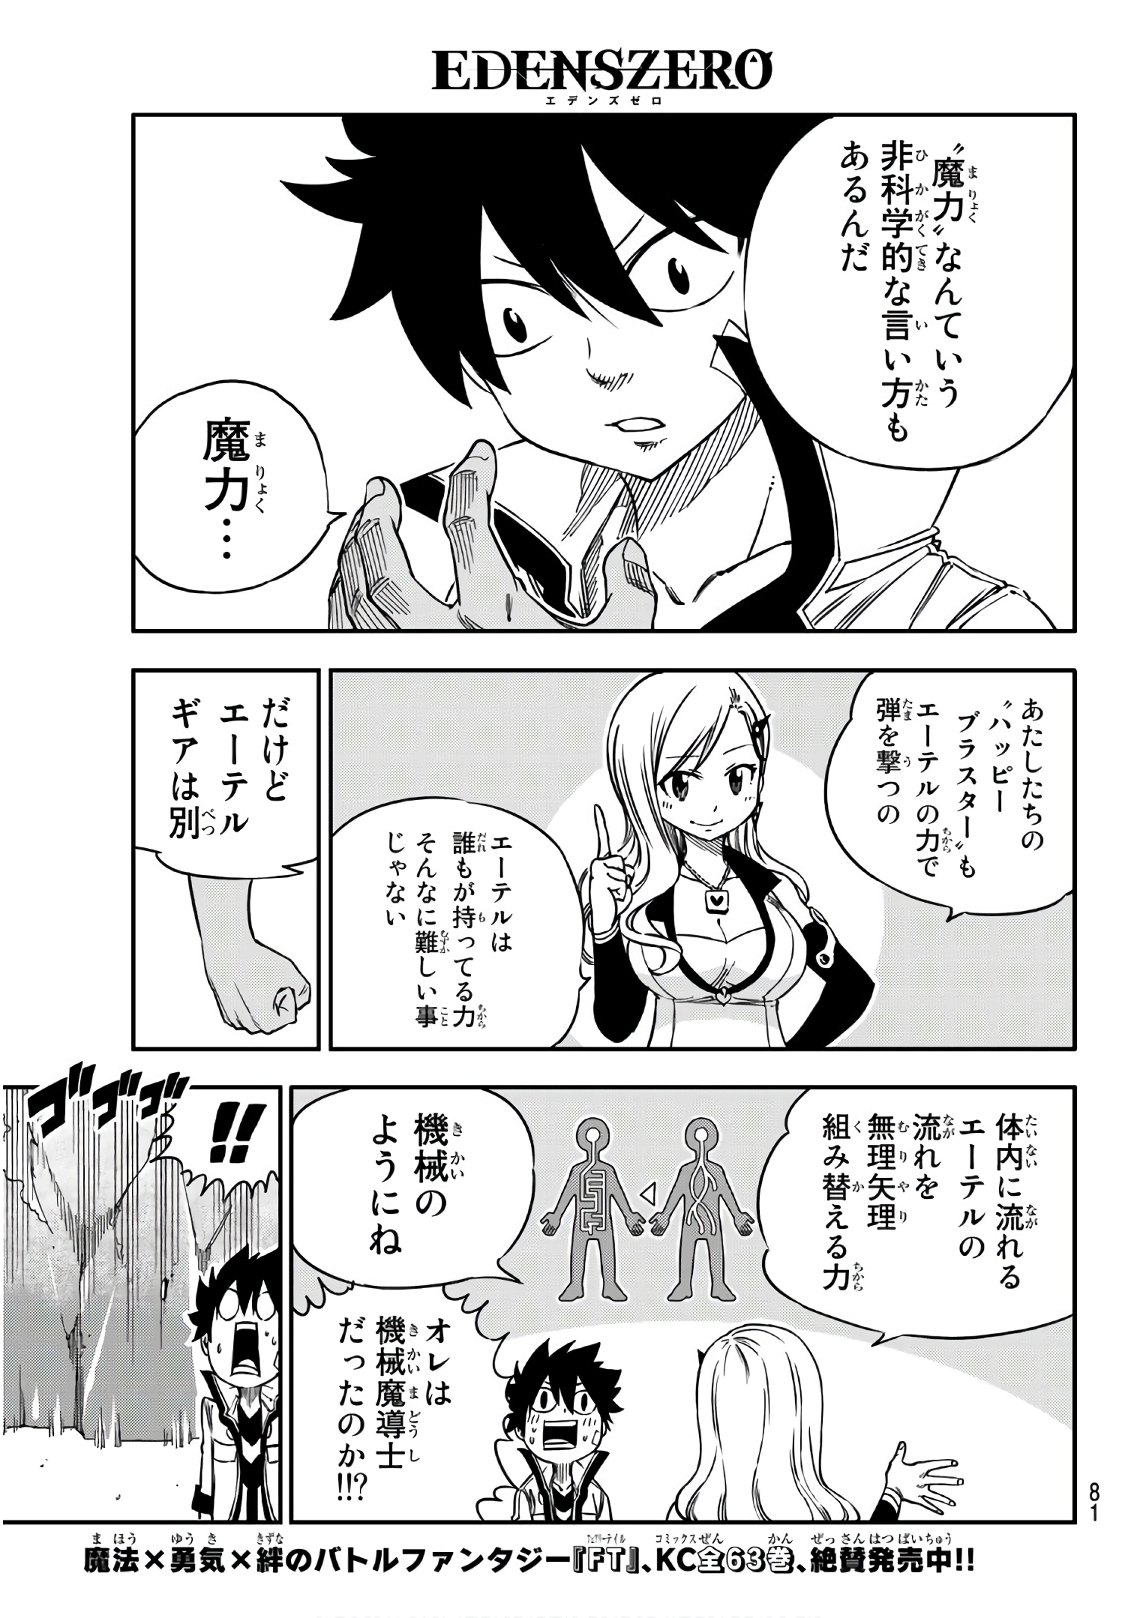 EDENSZERO
エデンズゼロ
〝魔力〟なんていう
非科学的な言い方も
あるんだ
魔力…
あたしたちの
〝ハッピー
ブラスター〟も
エーテルの力で
弾を撃つの
エーテルは
誰もが持ってる力
そんなに難しい事
じゃない
だけど
エーテル
ギアは別
体内に流れる
エーテルの
流れを
無理矢理
組み替える力
機械の
ようにね
オレは
機械魔導士
だったのか!!!?
!!
ゴゴゴ
81
魔法×勇気×絆のバトルファンタジー『FT』、KC全63巻、絶賛発売中!!